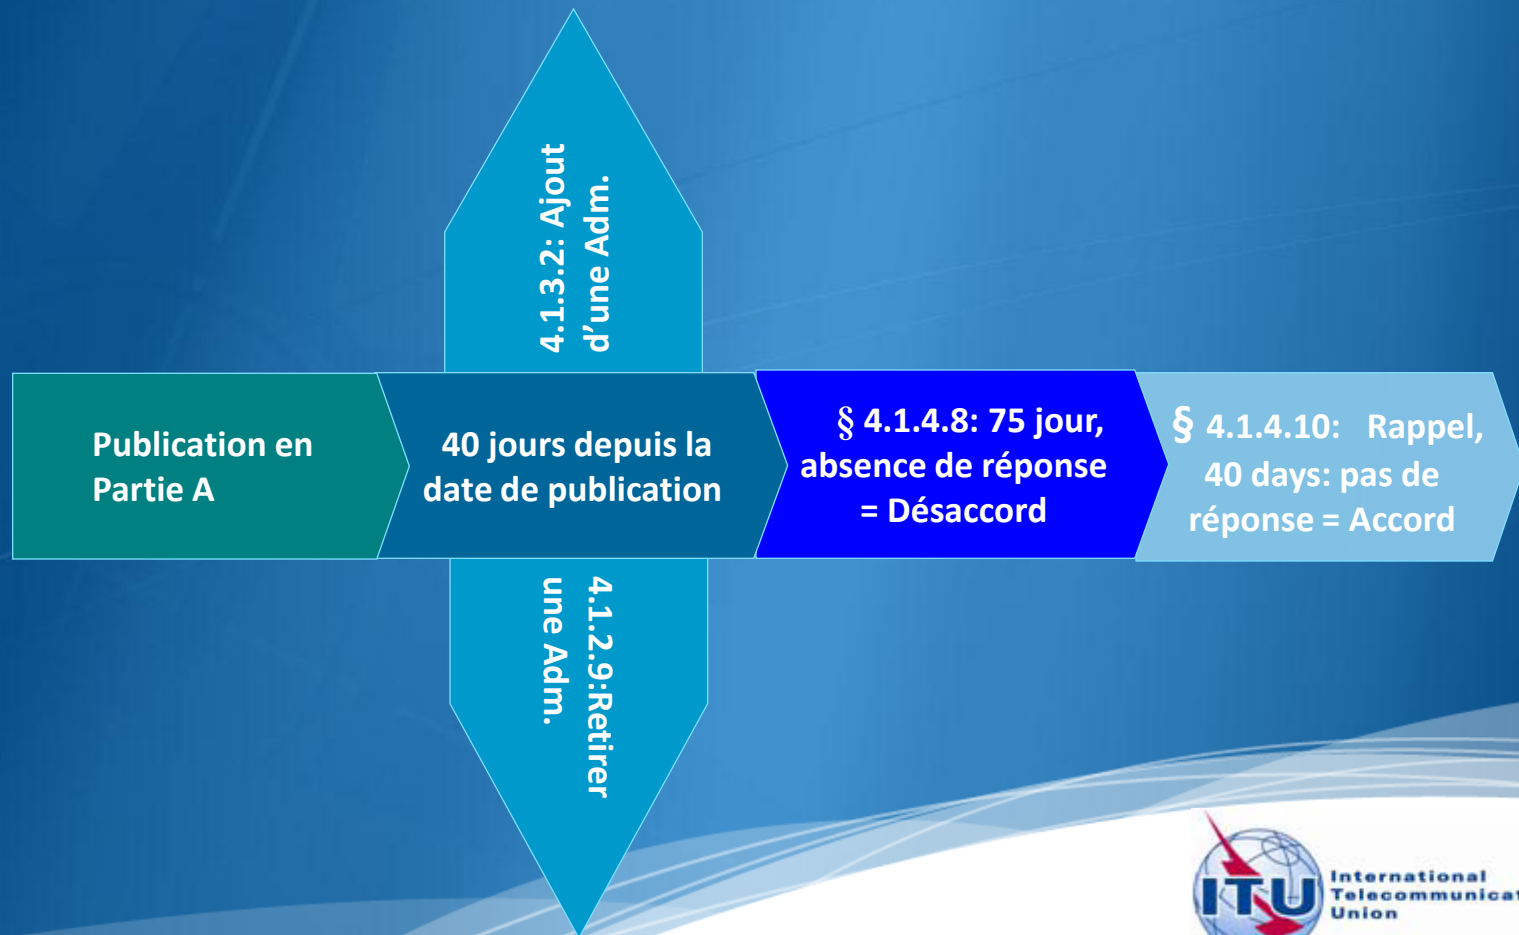 4.1.3.2: Ajout
d’une Adm.
Publication en
Partie A
40 jours depuis la
date de publication
§ 4.1.4.8: 75 jour,
absence de réponse
= Désaccord
§ 4.1.4.10: Rappel,
40 days: pas de
réponse = Accord
4.1.2.9:Retirer
une Adm.
ITU
International
Telecommunicat
Union